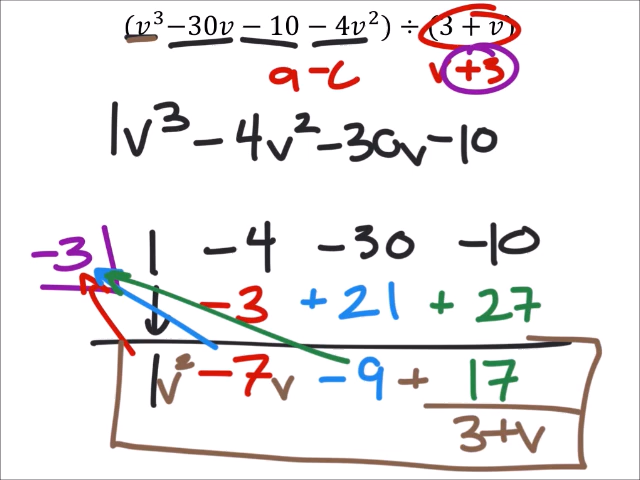 (v³−30v − 10 − 4v²) ÷ (3 + v)
a - c v +3
1v³ - 4v² - 30v - 10
-3 1 -4 -30 -10
-3 +21 +27
1v² -7v -9 + 17
3+v